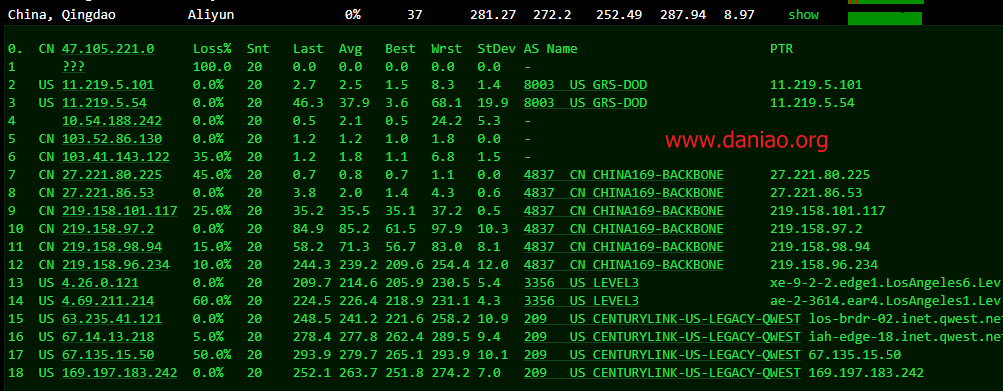 China, Qingdao Aliyun 0% 37 281.27 272.2 252.49 287.94 8.97 show
0. CN 47.105.221.0 Loss% Snt Last Avg Best Wrst StDev AS Name PTR
1 ??? 100.0 20 0.0 0.0 0.0 0.0 0.0 -
2 US 11.219.5.101 0.0% 20 2.7 2.5 1.5 8.3 1.4 8003 US GRS-DOD 11.219.5.101
3 US 11.219.5.54 0.0% 20 46.3 37.9 3.6 68.1 19.9 8003 US GRS-DOD 11.219.5.54
4 10.54.188.242 0.0% 20 0.5 2.1 0.5 24.2 5.3 -
5 CN 103.52.86.130 0.0% 20 1.2 1.2 1.0 1.8 0.0 -
www.daniao.org
6 CN 103.41.143.122 35.0% 20 1.2 1.8 1.1 6.8 1.5 -
7 CN 27.221.80.225 45.0% 20 0.7 0.8 0.7 1.1 0.0 4837 CN CHINA169-BACKBONE 27.221.80.225
8 CN 27.221.86.53 0.0% 20 3.8 2.0 1.4 4.3 0.6 4837 CN CHINA169-BACKBONE 27.221.86.53
9 CN 219.158.101.117 25.0% 20 35.2 35.5 35.1 37.2 0.5 4837 CN CHINA169-BACKBONE 219.158.101.117
10 CN 219.158.97.2 0.0% 20 84.9 85.2 61.5 97.9 10.3 4837 CN CHINA169-BACKBONE 219.158.97.2
11 CN 219.158.98.94 15.0% 20 58.2 71.3 56.7 83.0 8.1 4837 CN CHINA169-BACKBONE 219.158.98.94
12 CN 219.158.96.234 10.0% 20 244.3 239.2 209.6 254.4 12.0 4837 CN CHINA169-BACKBONE 219.158.96.234
13 US 4.26.0.121 0.0% 20 209.7 214.6 205.9 230.5 5.4 3356 US LEVEL3 xe-9-2-2.edge1.LosAngeles6.Lev
14 US 4.69.211.214 60.0% 20 224.5 226.4 218.9 231.1 4.3 3356 US LEVEL3 ae-2-3614.ear4.LosAngeles1.Lev
15 US 63.235.41.121 0.0% 20 248.5 241.2 221.6 258.2 10.9 209 US CENTURYLINK-US-LEGACY-QWEST los-brdr-02.inet.qwest.net
16 US 67.14.13.218 5.0% 20 278.4 277.8 262.4 289.5 9.4 209 US CENTURYLINK-US-LEGACY-QWEST iah-edge-18.inet.qwest.net
17 US 67.135.15.50 50.0% 20 293.9 279.7 265.1 293.9 10.1 209 US CENTURYLINK-US-LEGACY-QWEST 67.135.15.50
18 US 169.197.183.242 0.0% 20 252.1 263.7 251.8 274.2 7.0 209 US CENTURYLINK-US-LEGACY-QWEST 169.197.183.242